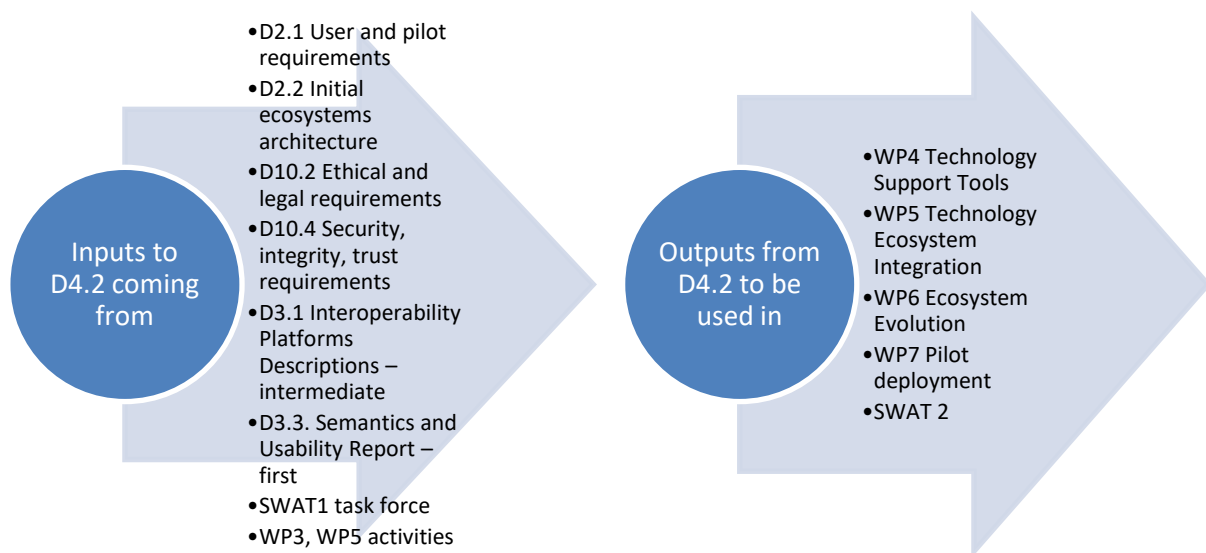 Inputs to
D4.2 coming
from
•D2.1 User and pilot
requirements
•D2.2 Initial
ecosystems
architecture
•D10.2 Ethical and
legal requirements
•D10.4 Security,
integrity, trust
requirements
•D3.1 Interoperability
Platforms
Descriptions –
intermediate
•D3.3. Semantics and
Usability Report –
first
•SWAT1 task force
•WP3, WP5 activities
Outputs from
D4.2 to be
used in
•WP4 Technology
Support Tools
•WP5 Technology
Ecosystem
Integration
•WP6 Ecosystem
Evolution
•WP7 Pilot
deployment
•SWAT 2